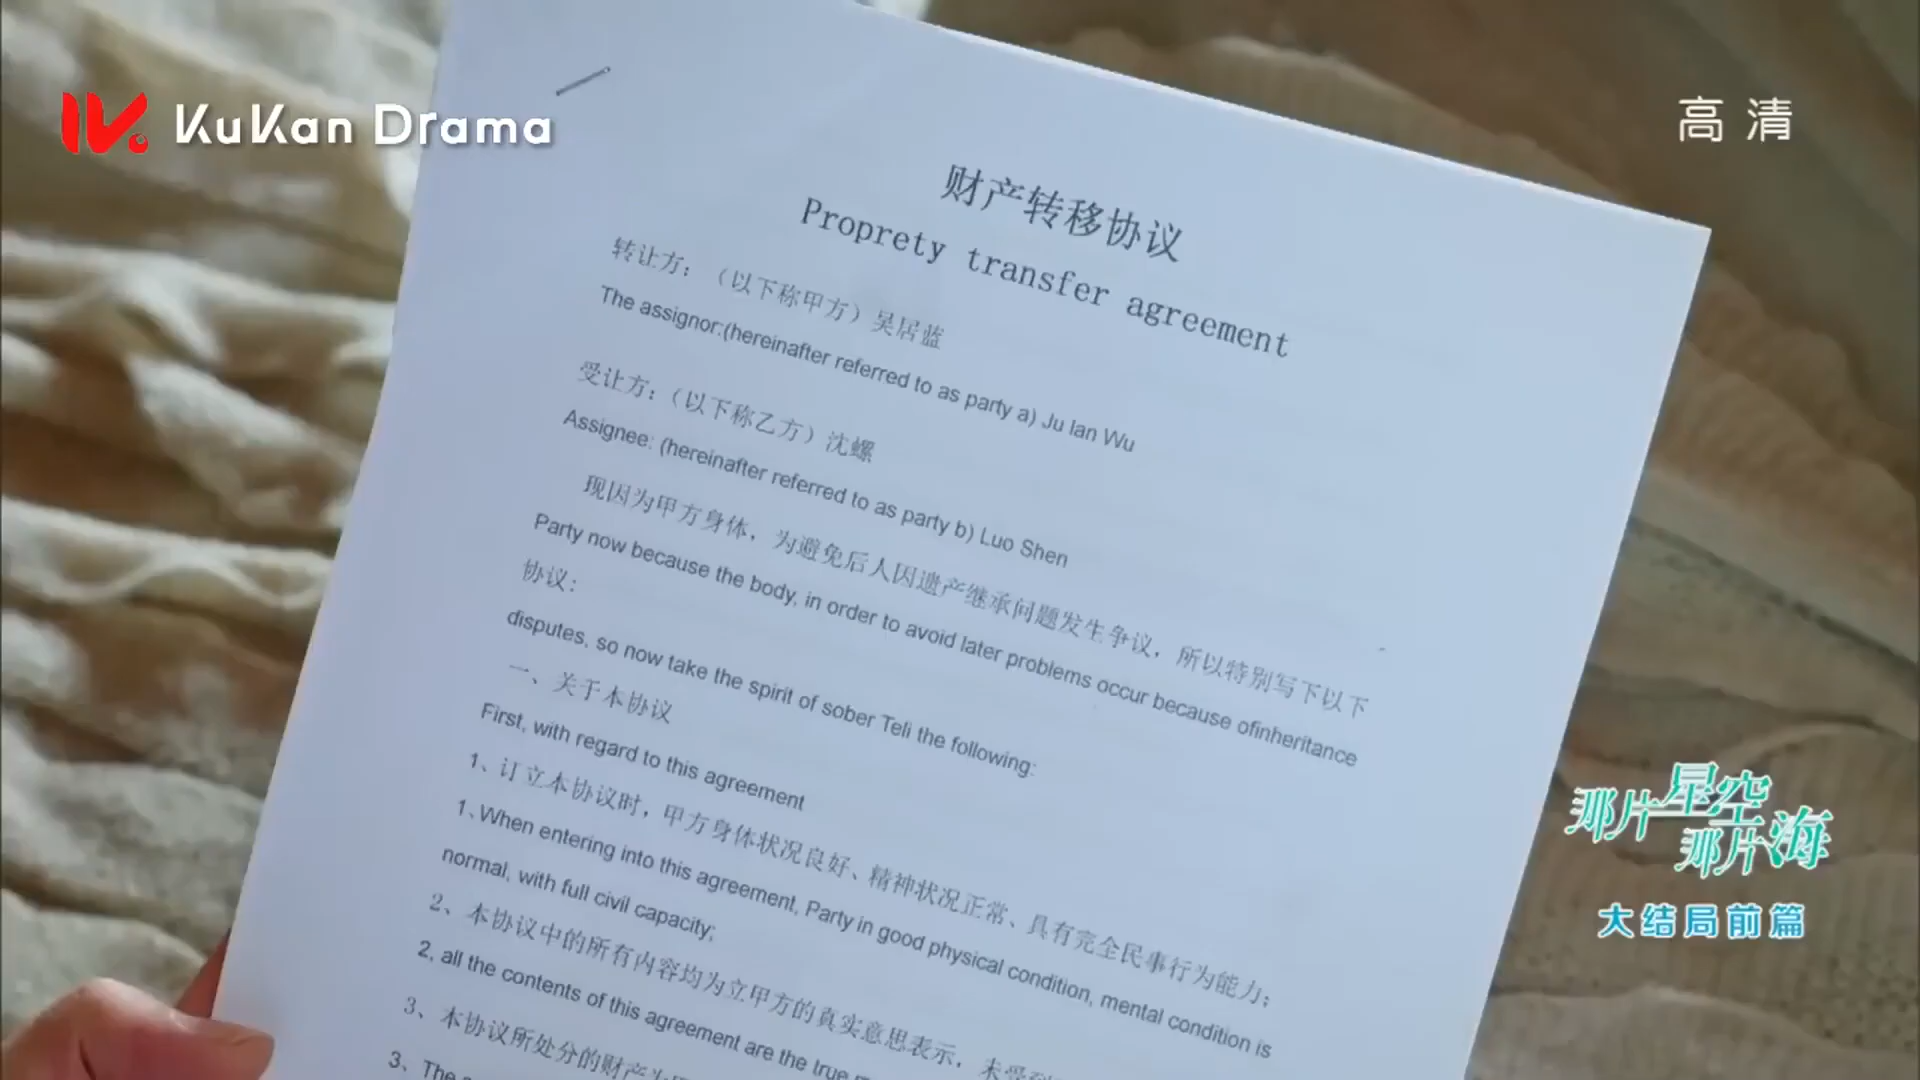 KuKan Drama
高清
财产转移协议
Proprety transfer agreement
转让方：（以下称甲方）吴居蓝
The assignor:(hereinafter referred to as party a) Ju lan Wu
受让方：（以下称乙方）沈螺
Assignee: (hereinafter referred to as party b) Luo Shen
现因为甲方身体，为避免后人因遗产继承问题发生争议，所以特别写下以下
Party now because the body, in order to avoid later problems occur because ofinheritance
协议：
disputes, so now take the spirit of sober Teli the following:
一、关于本协议
First, with regard to this agreement
1、订立本协议时，甲方身体状况良好、精神状况正常、具有完全民事行为能力；
1、When entering into this agreement, Party in good physical condition, mental condition is
normal, with full civil capacity;
2、本协议中的所有内容均为立甲方的真实意思表示，未受到
2, all the contents of this agreement are the true
3、本协议所处分的财产为
3、The
那片星空
那片海
大结局前篇